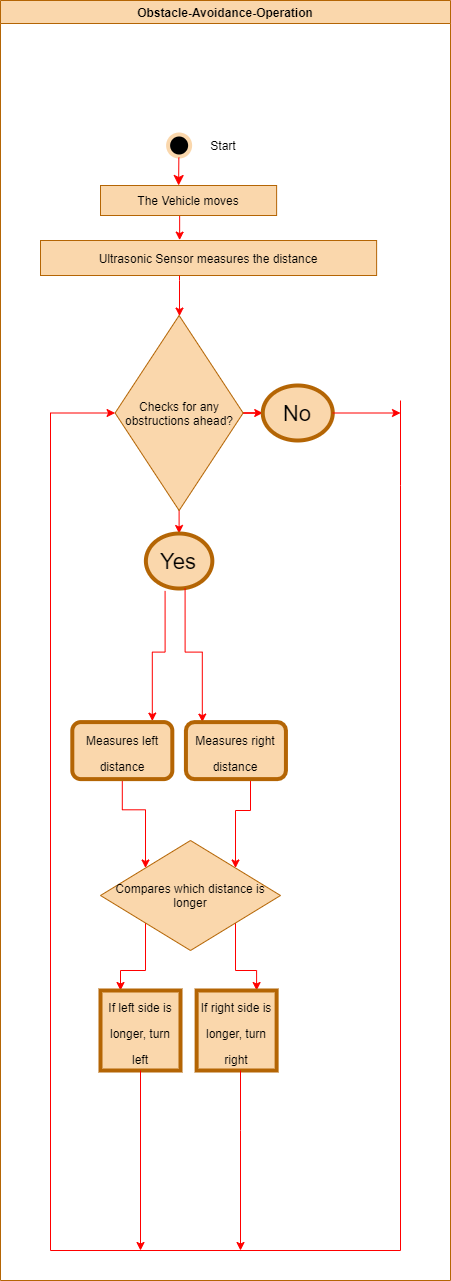 Obstacle-Avoidance-Operation
Start
The Vehicle moves
Ultrasonic Sensor measures the distance
Checks for any
obstructions ahead?
No
Yes
Measures left
distance
Measures right
distance
Compares which distance is
longer
If left side is
longer, turn
left
If right side is
longer, turn
right